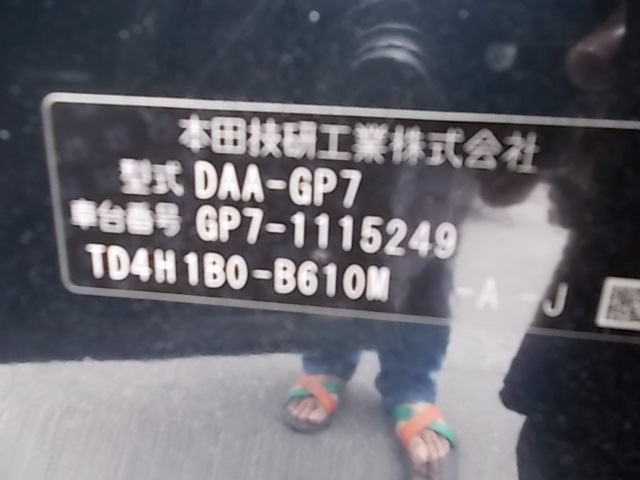 本田技研工業株式会社
型式 DAA-GP7
車台番号 GP7-1115249
TD4H1B0-B610M -A -J